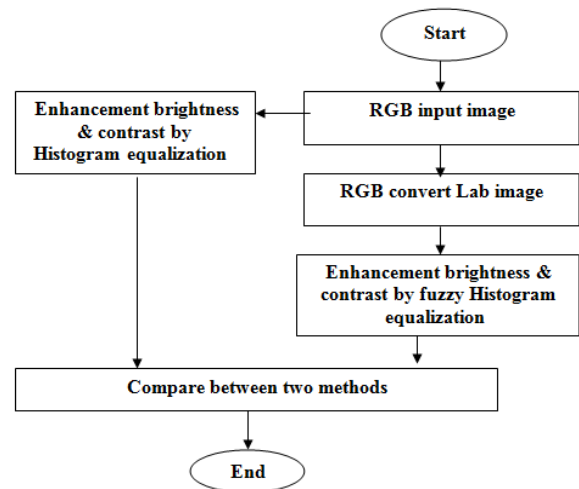 Start
RGB input image
Enhancement brightness
& contrast by
Histogram equalization
RGB convert Lab image
Enhancement brightness &
contrast by fuzzy Histogram
equalization
Compare between two methods
End